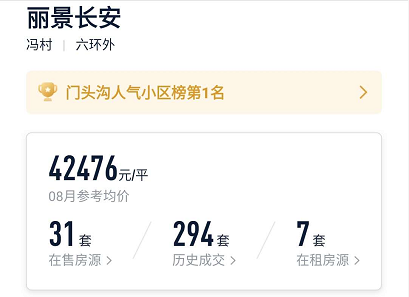 丽景长安
冯村 | 六环外
门头沟人气小区榜第1名
42476元/平
08月参考均价
31套 294套 7套
在售房源 历史成交 在租房源